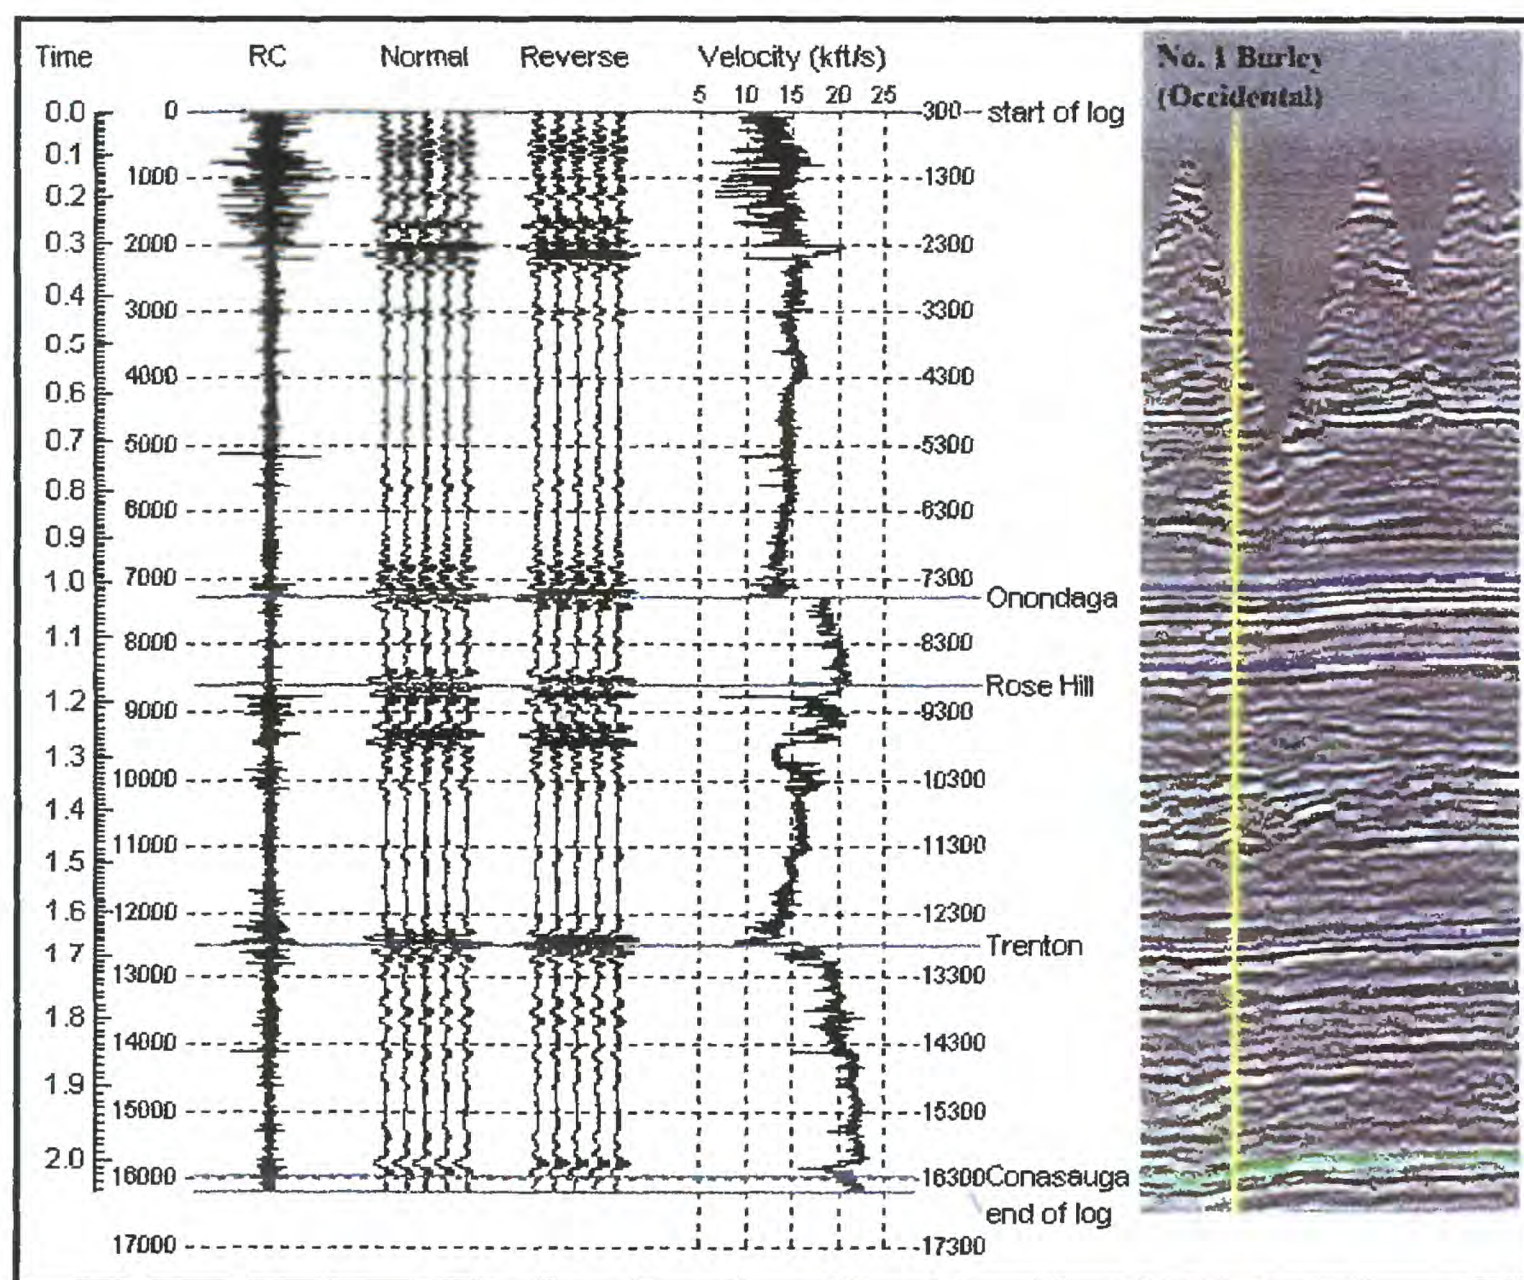 Time RC Normal Reverse Velocity (kft/s)
5 10 15 20 25
No. 1 Burley
(Occidental)
0.0 0 300 start of log
0.1
1000 1300
0.2
0.3 2000 2300
0.4
3000 3300
0.5
4000 4300
0.6
0.7 5000 5300
0.8
6000 6300
0.9
1.0 7000 7300
Onondaga
1.1 8000 8300
Rose Hill
1.2 9000 9300
1.3
10000 10300
1.4
11000 11300
1.5
1.6 12000 12300
Trenton
1.7
13000 13300
1.8
14000 14300
1.9
15000 15300
2.0
16000 16300 Conasauga
end of log
17000 17300